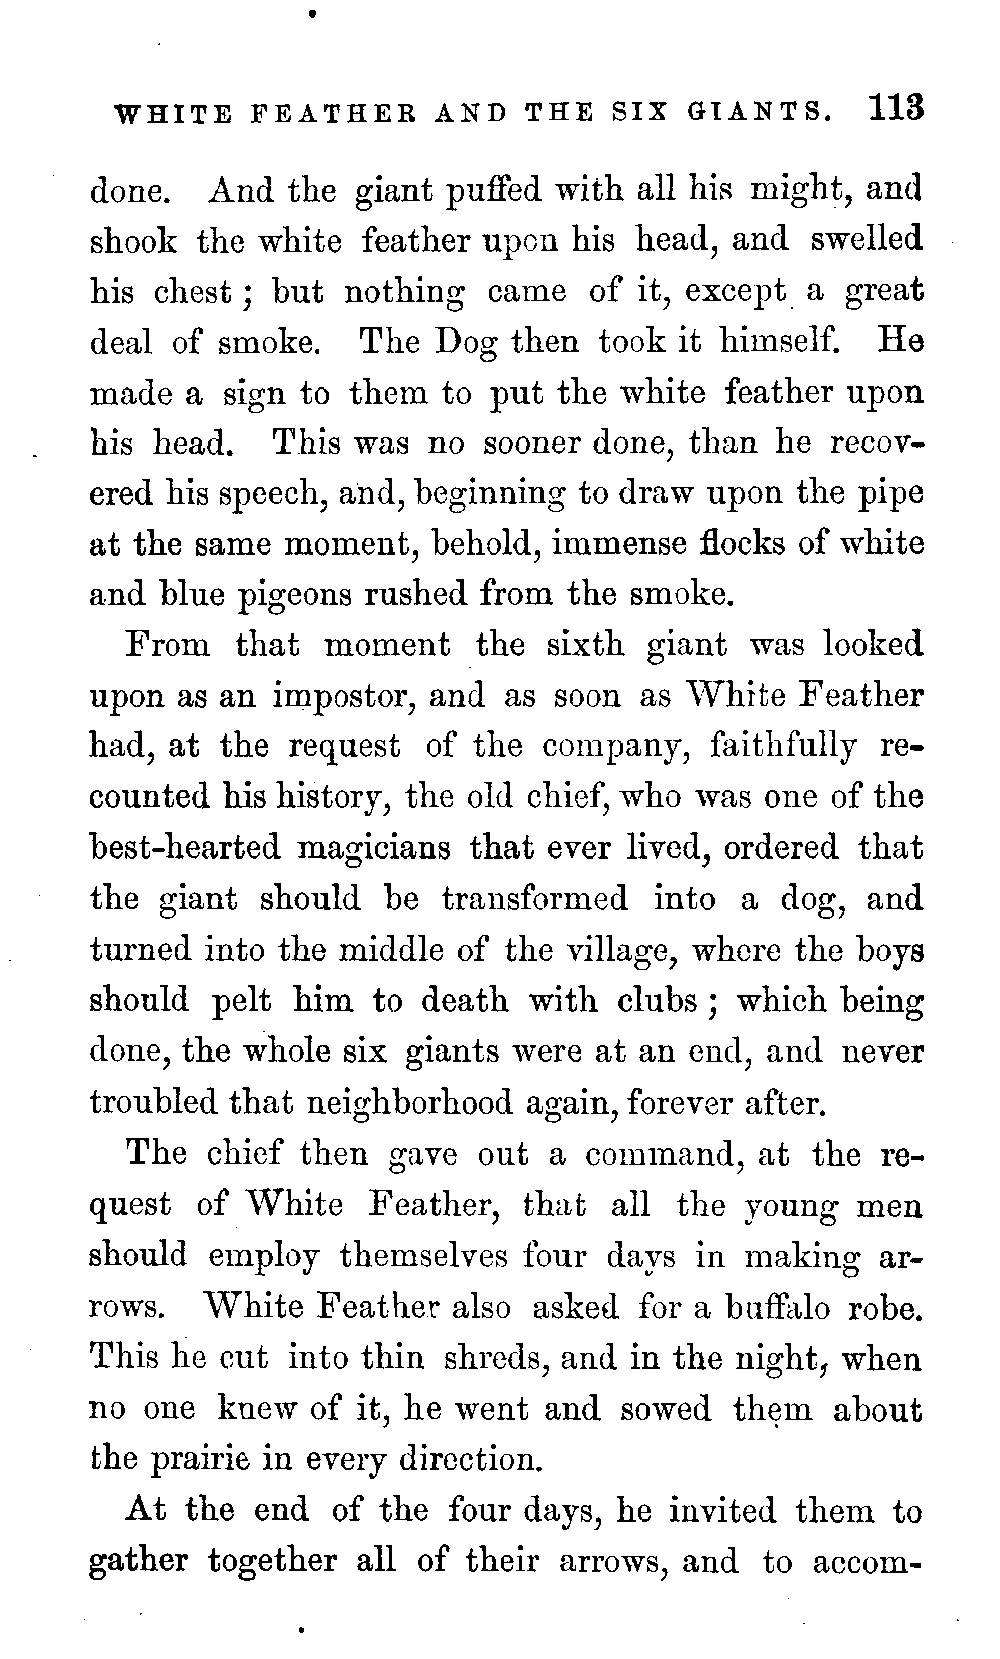 WHITE FEATHER AND THE SIX GIANTS. 113
done. And the giant puffed with all his might, and
shook the white feather upon his head, and swelled
his chest ; but nothing came of it, except a great
deal of smoke. The Dog then took it himself. He
made a sign to them to put the white feather upon
his head. This was no sooner done, than he recov-
ered his speech, and, beginning to draw upon the pipe
at the same moment, behold, immense flocks of white
and blue pigeons rushed from the smoke.
From that moment the sixth giant was looked
upon as an impostor, and as soon as White Feather
had, at the request of the company, faithfully re-
counted his history, the old chief, who was one of the
best-hearted magicians that ever lived, ordered that
the giant should be transformed into a dog, and
turned into the middle of the village, where the boys
should pelt him to death with clubs ; which being
done, the whole six giants were at an end, and never
troubled that neighborhood again, forever after.
The chief then gave out a command, at the re-
quest of White Feather, that all the young men
should employ themselves four days in making ar-
rows. White Feather also asked for a buffalo robe.
This he cut into thin shreds, and in the night, when
no one knew of it, he went and sowed them about
the prairie in every direction.
At the end of the four days, he invited them to
gather together all of their arrows, and to accom-